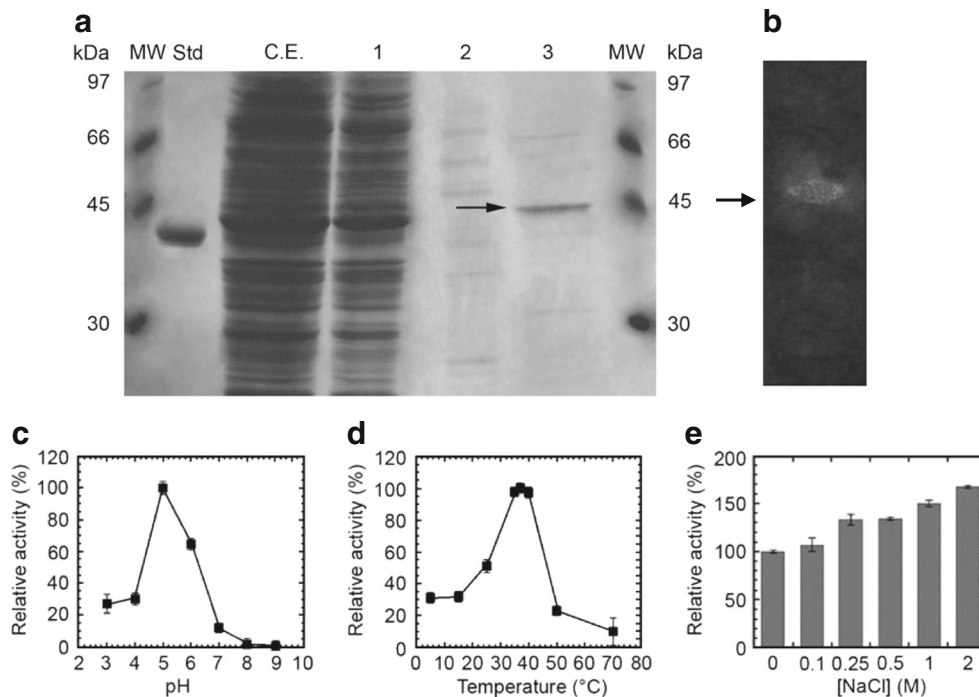 a
b
kDa MW Std C.E. 1 2 3 MW kDa
97 97
66 66
45 45
30 30
c
d
e
Relative activity (%)
120
100
80
60
40
20
0
2 3 4 5 6 7 8 9 10
pH
Relative activity (%)
120
100
80
60
40
20
0
0 10 20 30 40 50 60 70 80
Temperature (°C)
Relative activity (%)
200
150
100
50
0
0 0.1 0.25 0.5 1 2
[NaCl] (M)